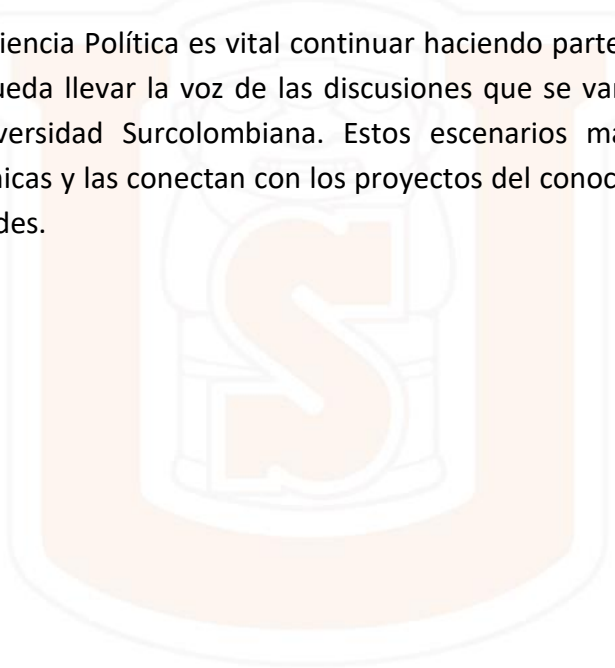 iencia Política es vital continuar haciendo parte
ueda llevar la voz de las discusiones que se van
versidad Surcolombiana. Estos escenarios ma
nicas y las conectan con los proyectos del conoc
des.